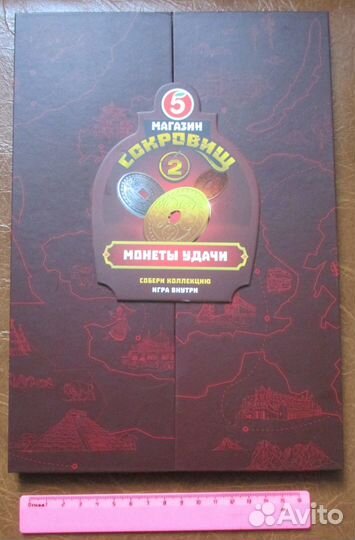 5
МАГАЗИН
СОКРОВИЩ
2
МОНЕТЫ УДАЧИ
СОБЕРИ КОЛЛЕКЦИЮ
ИГРА ВНУТРИ
Avito